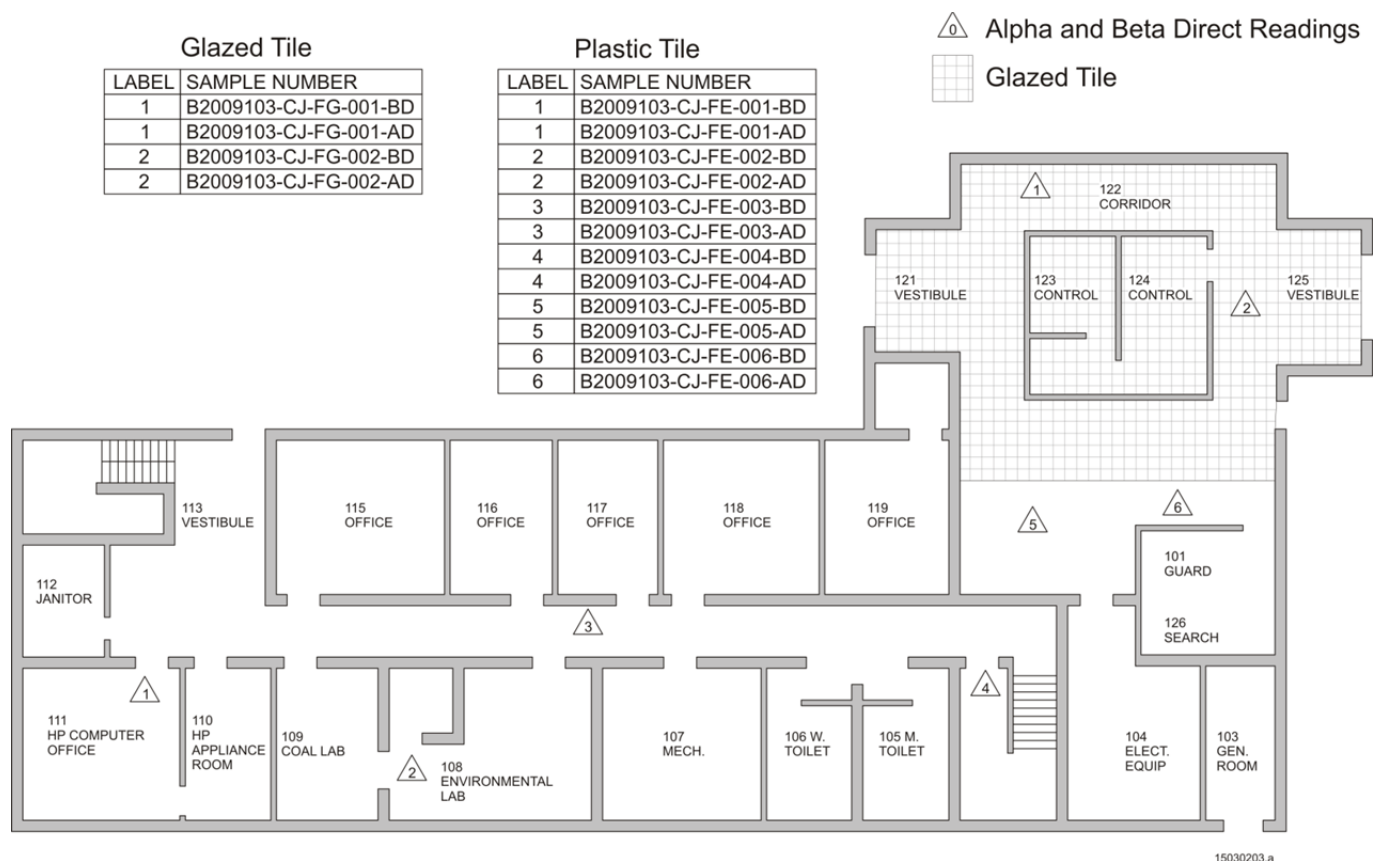 Glazed Tile
LABEL SAMPLE NUMBER
1 B2009103-CJ-FG-001-BD
1 B2009103-CJ-FG-001-AD
2 B2009103-CJ-FG-002-BD
2 B2009103-CJ-FG-002-AD
Plastic Tile
LABEL SAMPLE NUMBER
1 B2009103-CJ-FE-001-BD
1 B2009103-CJ-FE-001-AD
2 B2009103-CJ-FE-002-BD
2 B2009103-CJ-FE-002-AD
3 B2009103-CJ-FE-003-BD
3 B2009103-CJ-FE-003-AD
4 B2009103-CJ-FE-004-BD
4 B2009103-CJ-FE-004-AD
5 B2009103-CJ-FE-005-BD
5 B2009103-CJ-FE-005-AD
6 B2009103-CJ-FE-006-BD
6 B2009103-CJ-FE-006-AD
0 Alpha and Beta Direct Readings
Glazed Tile
1
122
CORRIDOR
121
VESTIBULE
123
CONTROL
124
CONTROL
2
125
VESTIBULE
113
VESTIBULE
115
OFFICE
116
OFFICE
117
OFFICE
118
OFFICE
119
OFFICE
5
6
101
GUARD
126
SEARCH
112
JANITOR
3
1
111
HP COMPUTER
OFFICE
110
HP
APPLIANCE
ROOM
109
COAL LAB
2
108
ENVIRONMENTAL
LAB
107
MECH.
106 W.
TOILET
105 M.
TOILET
4
104
ELECT.
EQUIP
103
GEN.
ROOM
15030203.a